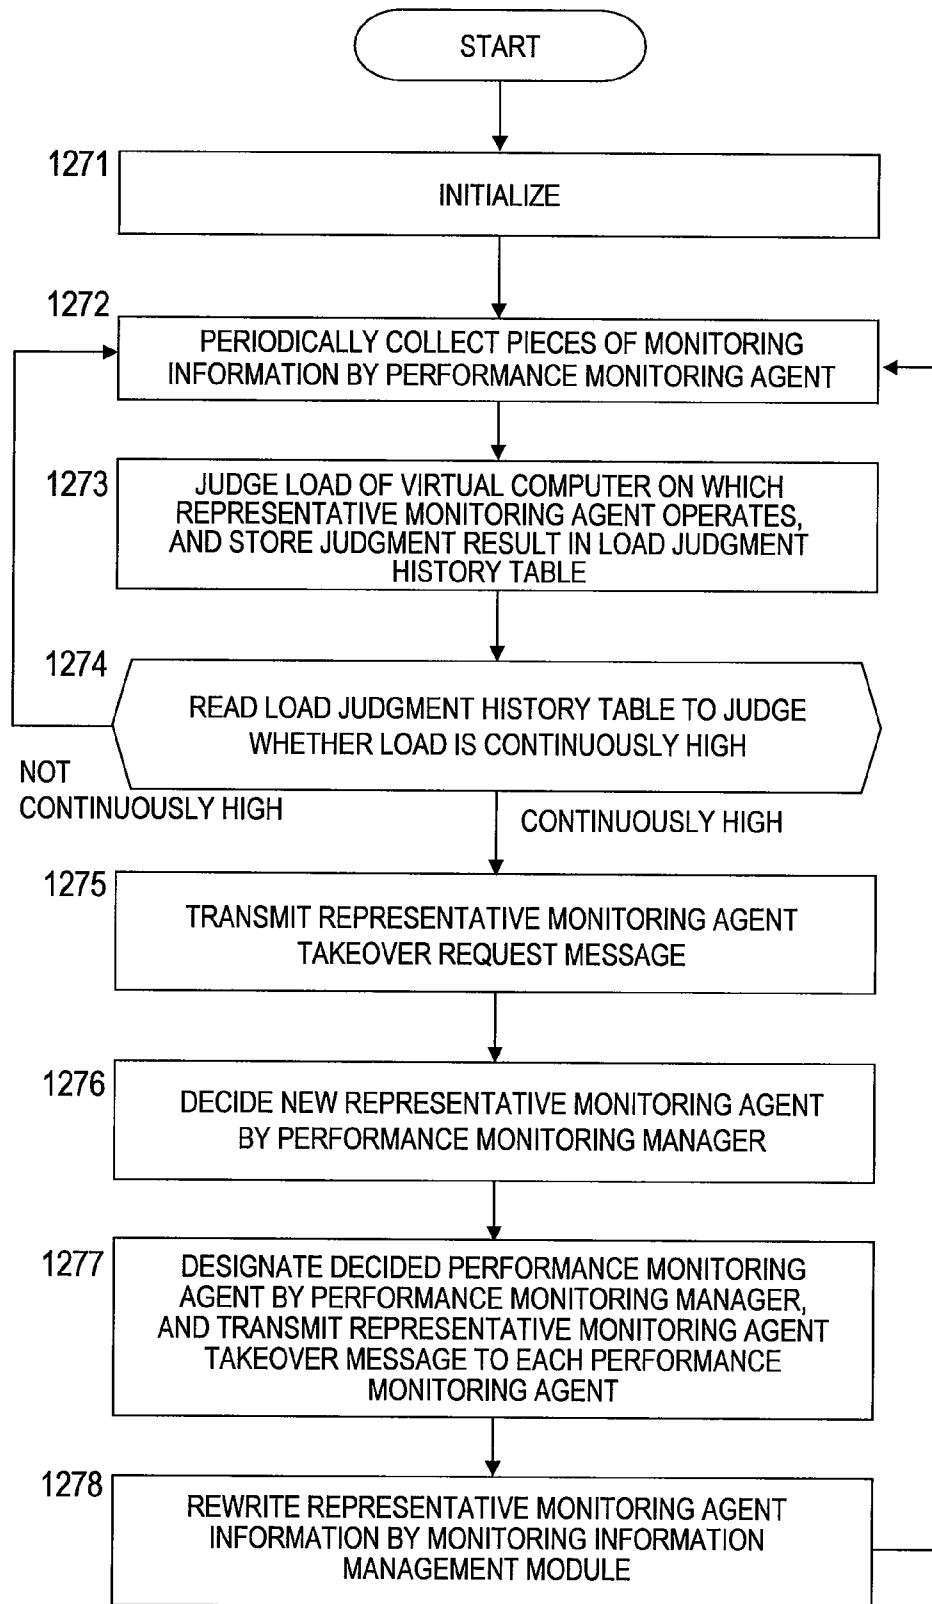 START
1271
INITIALIZE
1272
PERIODICALLY COLLECT PIECES OF MONITORING
INFORMATION BY PERFORMANCE MONITORING AGENT
1273
JUDGE LOAD OF VIRTUAL COMPUTER ON WHICH
REPRESENTATIVE MONITORING AGENT OPERATES,
AND STORE JUDGMENT RESULT IN LOAD JUDGMENT
HISTORY TABLE
1274
READ LOAD JUDGMENT HISTORY TABLE TO JUDGE
WHETHER LOAD IS CONTINUOUSLY HIGH
NOT
CONTINUOUSLY HIGH
CONTINUOUSLY HIGH
1275
TRANSMIT REPRESENTATIVE MONITORING AGENT
TAKEOVER REQUEST MESSAGE
1276
DECIDE NEW REPRESENTATIVE MONITORING AGENT
BY PERFORMANCE MONITORING MANAGER
1277
DESIGNATE DECIDED PERFORMANCE MONITORING
AGENT BY PERFORMANCE MONITORING MANAGER,
AND TRANSMIT REPRESENTATIVE MONITORING AGENT
TAKEOVER MESSAGE TO EACH PERFORMANCE
MONITORING AGENT
1278
REWRITE REPRESENTATIVE MONITORING AGENT
INFORMATION BY MONITORING INFORMATION
MANAGEMENT MODULE